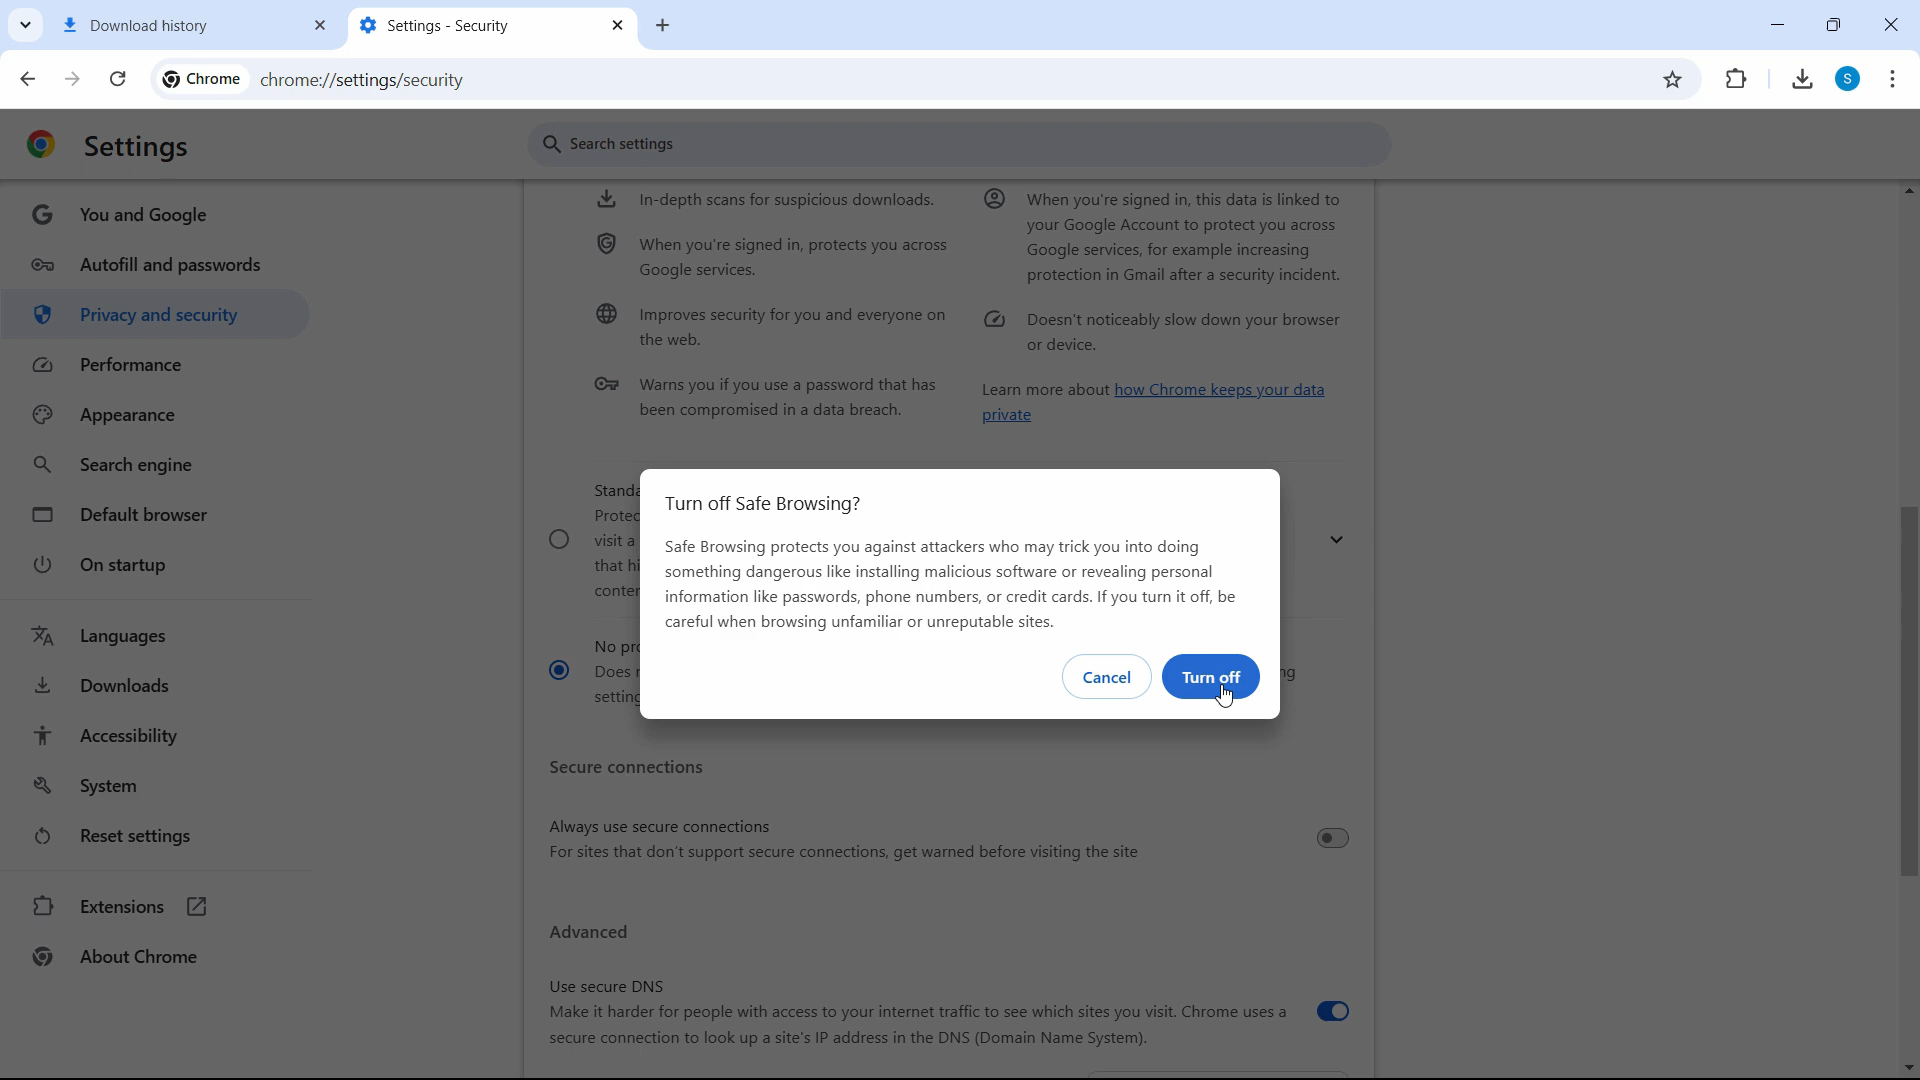 Download history
Settings - Security
Chrome
chrome://settings/security
S
Settings
Search settings
You and Google
Autofill and passwords
Privacy and security
Performance
Appearance
Search engine
Default browser
On startup
Languages
Downloads
Accessibility
System
Reset settings
Extensions
About Chrome
In-depth scans for suspicious downloads.
When you're signed in, protects you across
Google services.
Improves security for you and everyone on
the web.
Warns you if you use a password that has
been compromised in a data breach.
When you're signed in, this data is linked to
your Google Account to protect you across
Google services, for example increasing
protection in Gmail after a security incident.
Doesn't noticeably slow down your browser
or device.
Learn more about how Chrome keeps your data
private
Standa
Protec
visit a
that hi
conter
No pro
Does r
setting
ng
Turn off Safe Browsing?
Safe Browsing protects you against attackers who may trick you into doing
something dangerous like installing malicious software or revealing personal
information like passwords, phone numbers, or credit cards. If you turn it off, be
careful when browsing unfamiliar or unreputable sites.
Cancel
Turn off
Secure connections
Always use secure connections
For sites that don't support secure connections, get warned before visiting the site
Advanced
Use secure DNS
Make it harder for people with access to your internet traffic to see which sites you visit. Chrome uses a
secure connection to look up a site's IP address in the DNS (Domain Name System).